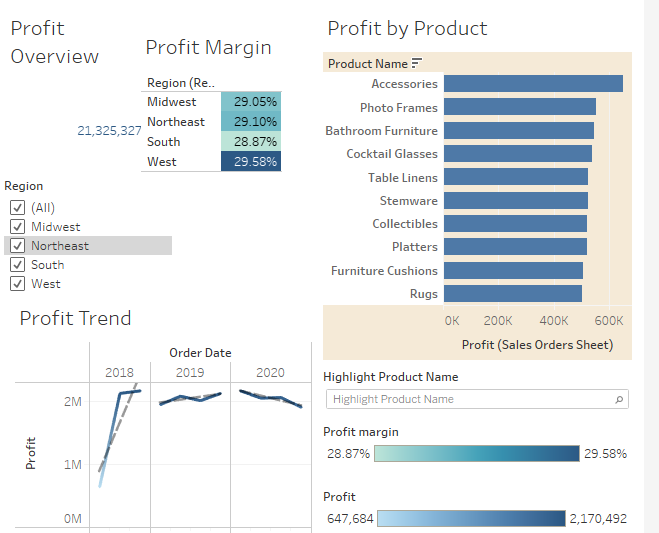 Profit
Overview
21,325,327
Profit Margin
Region (Re..
Midwest 29.05%
Northeast 29.10%
South 28.87%
West 29.58%
Region
(All)
Midwest
Northeast
South
West
Profit Trend
Order Date
2018 2019 2020
Profit
2M
1M
0M
Profit by Product
Product Name
Accessories
Photo Frames
Bathroom Furniture
Cocktail Glasses
Table Linens
Stemware
Collectibles
Platters
Furniture Cushions
Rugs
0K 200K 400K 600K
Profit (Sales Orders Sheet)
Highlight Product Name
Highlight Product Name
Profit margin
28.87% 29.58%
Profit
647,684 2,170,492